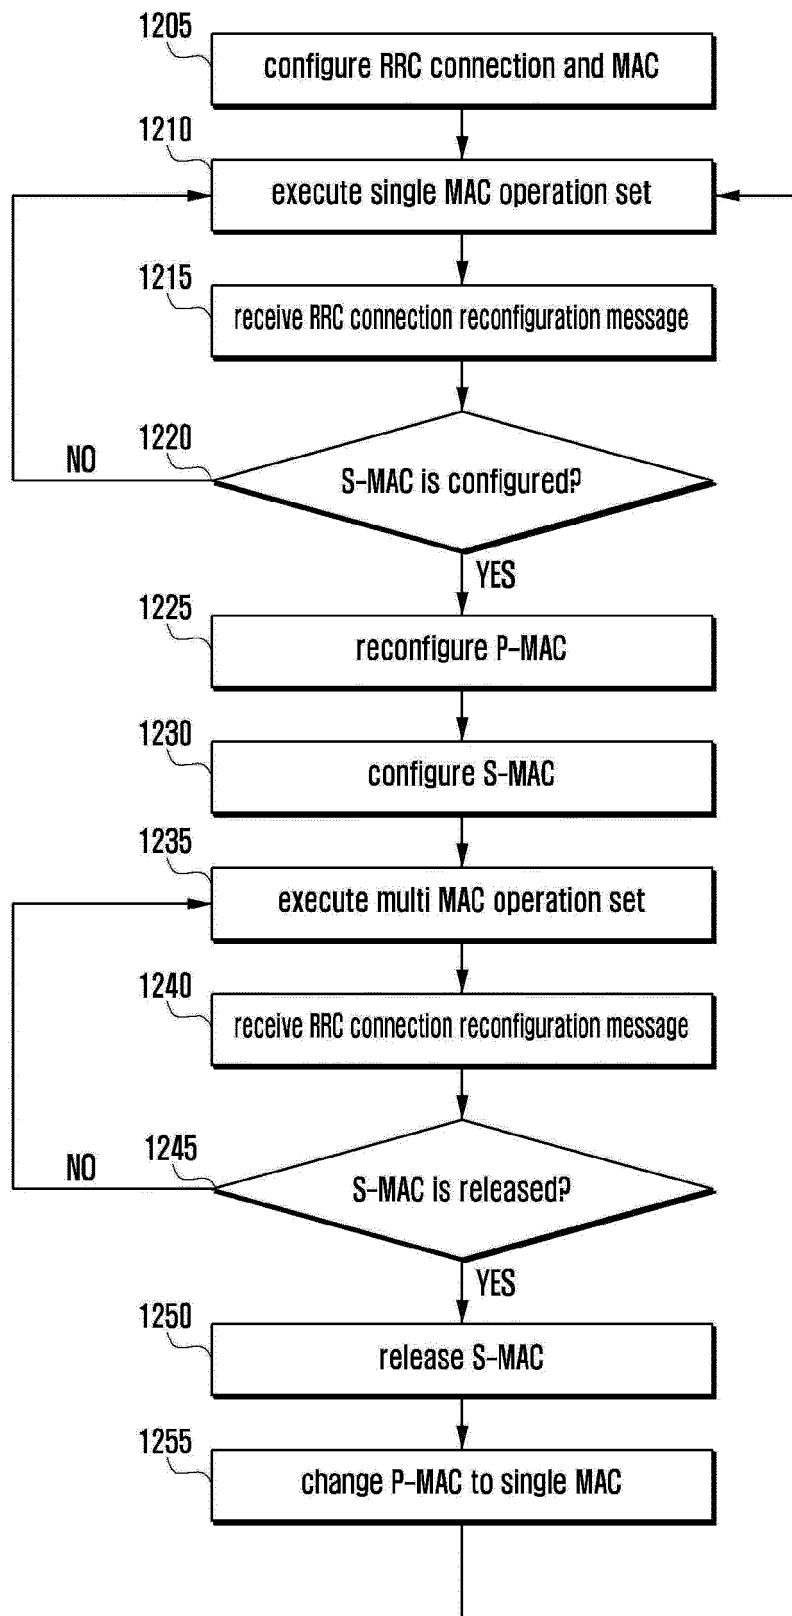 1205
configure RRC connection and MAC
1210
execute single MAC operation set
1215
receive RRC connection reconfiguration message
1220
NO
S-MAC is configured?
YES
1225
reconfigure P-MAC
1230
configure S-MAC
1235
execute multi MAC operation set
1240
receive RRC connection reconfiguration message
1245
NO
S-MAC is released?
YES
1250
release S-MAC
1255
change P-MAC to single MAC